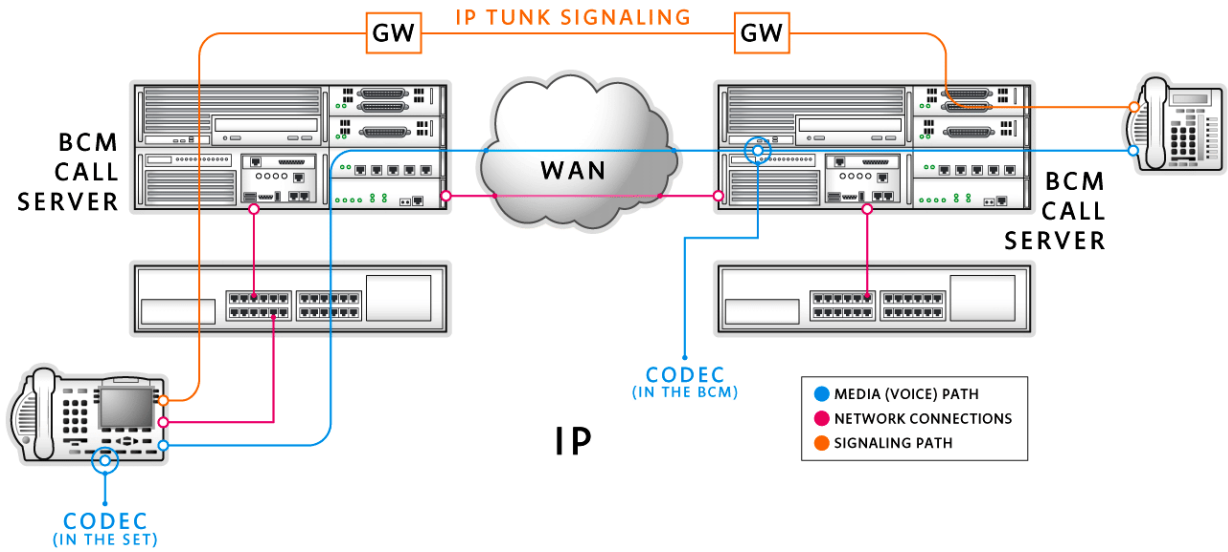 IP TUNK SIGNALING
GW
GW
BCM
CALL
SERVER
WAN
BCM
CALL
SERVER
CODEC
(IN THE BCM)
MEDIA (VOICE) PATH
NETWORK CONNECTIONS
SIGNALING PATH
IP
CODEC
(IN THE SET)